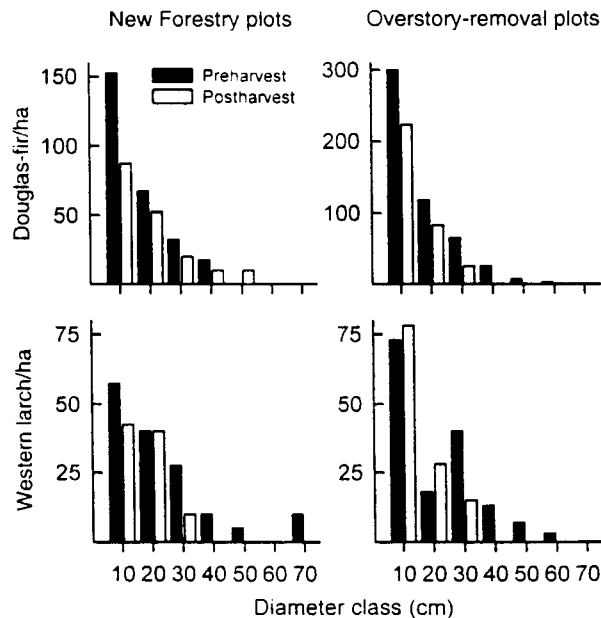 New Forestry plots
Overstory-removal plots
Preharvest
Postharvest
Douglas-fir/ha
150
100
50
300
200
100
Western larch/ha
75
50
25
75
50
25
10 20 30 40 50 60 70
10 20 30 40 50 60 70
Diameter class (cm)